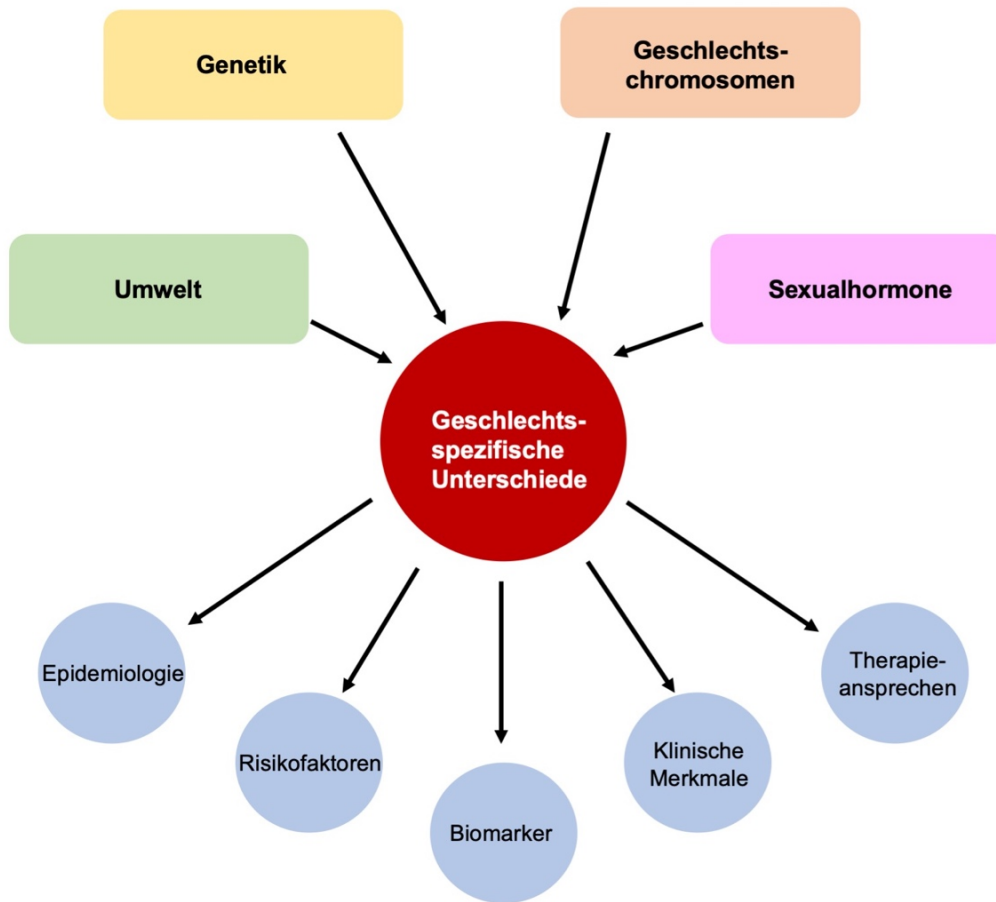 Genetik
Geschlechts-
chromosomen
Umwelt
Sexualhormone
Geschlechts-
spezifische
Unterschiede
Epidemiologie
Risikofaktoren
Biomarker
Klinische
Merkmale
Therapie-
ansprechen